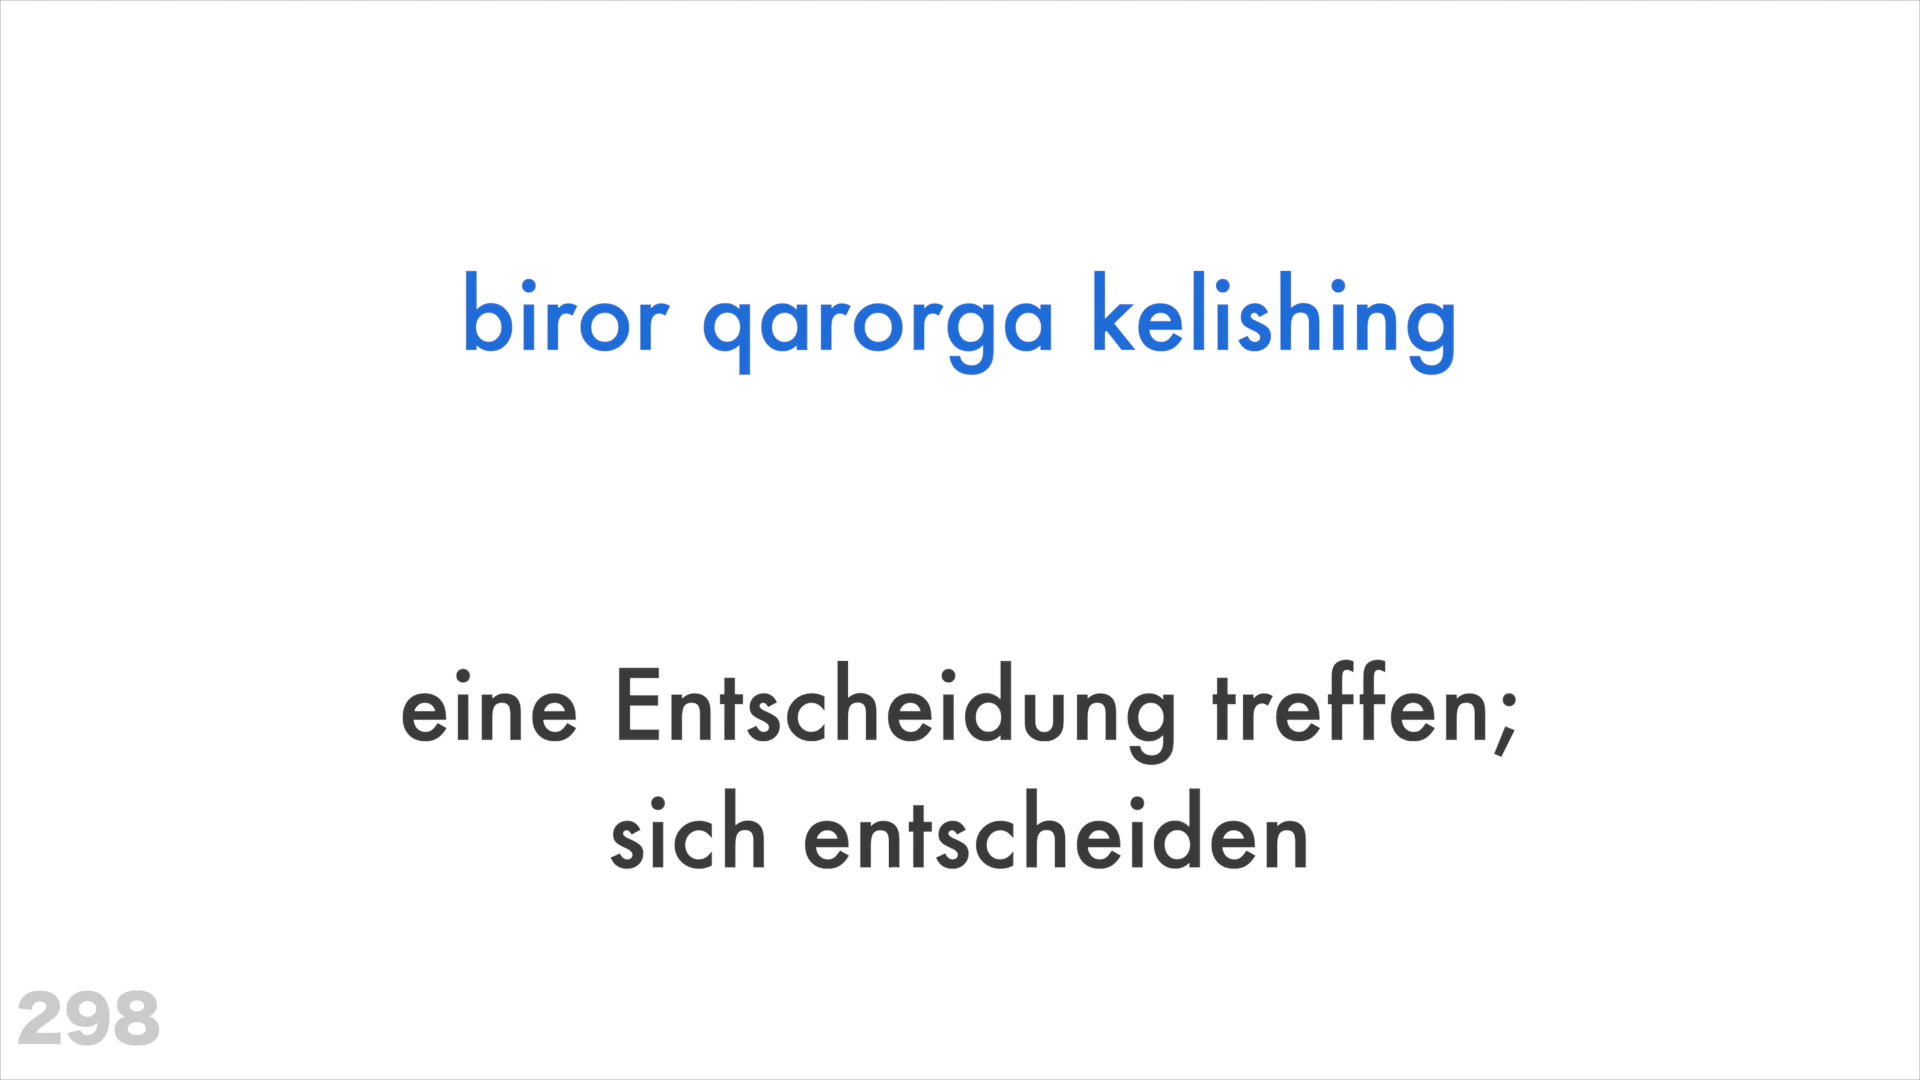 biror qarorga kelishing
eine Entscheidung treffen;
sich entscheiden
298